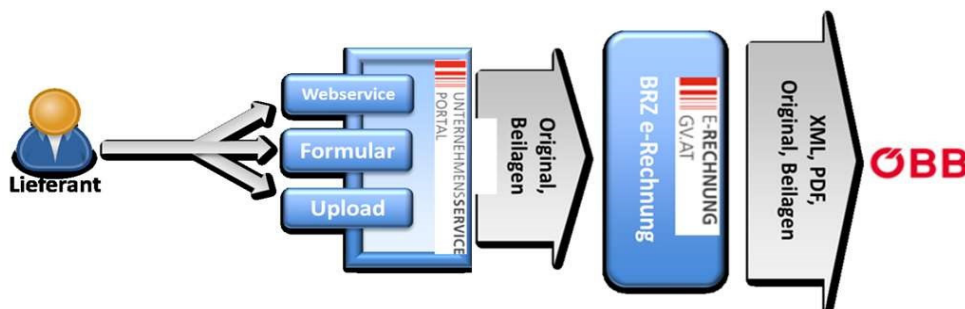 Lieferant
Webservice
Formular
Upload
UNTERNEHMENSSERVICE
PORTAL
Original,
Beilagen
BRZ e-Rechnung
E-RECHNUNG
GV.AT
XML, PDF,
Original, Beilagen
ÖBB